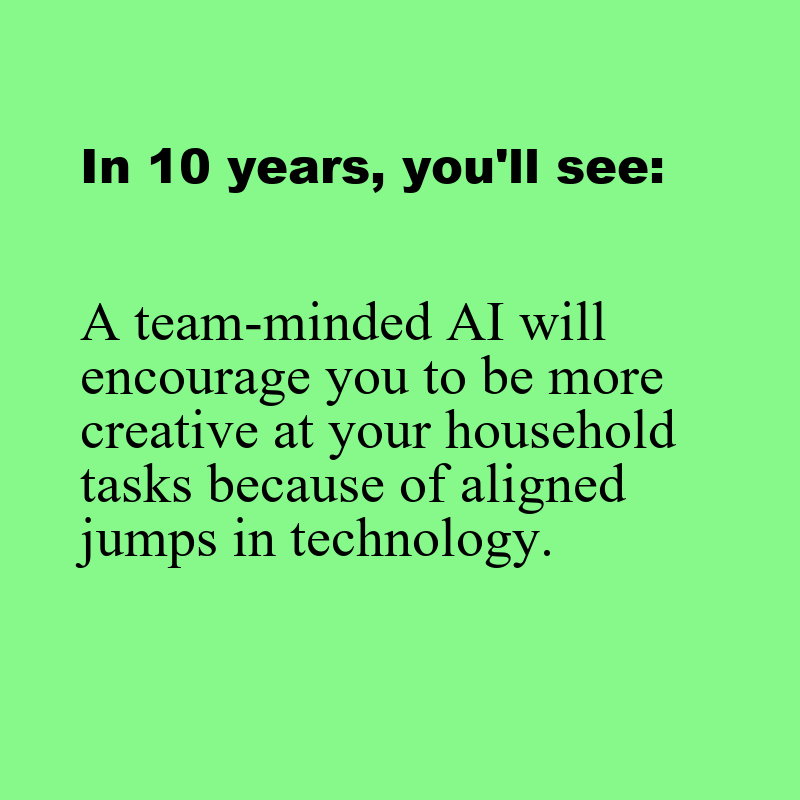 In 10 years, you'll see:
A team-minded AI will
encourage you to be more
creative at your household
tasks because of aligned
jumps in technology.